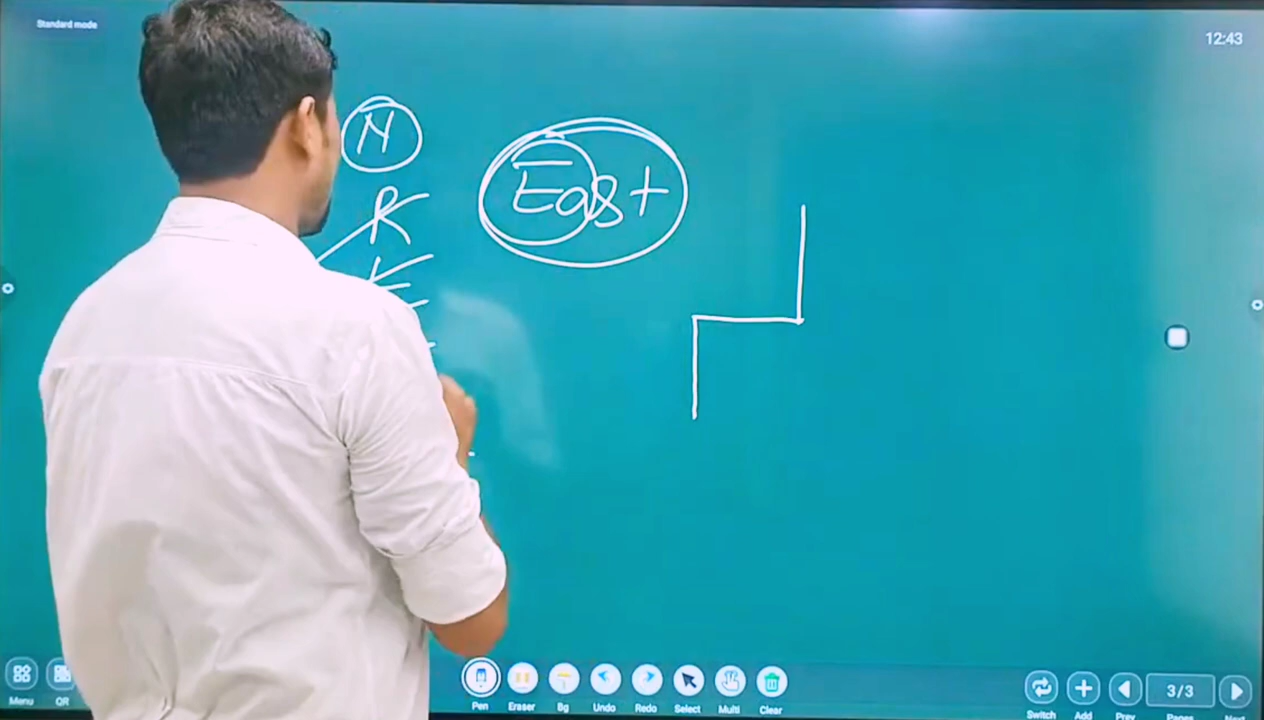 Standard mode
12:43
N
East
R
Menu
QR
Pen
Eraser
Bg
Undo
Redo
Select
Multi
Clear
Switch
Add
Prev
3/3